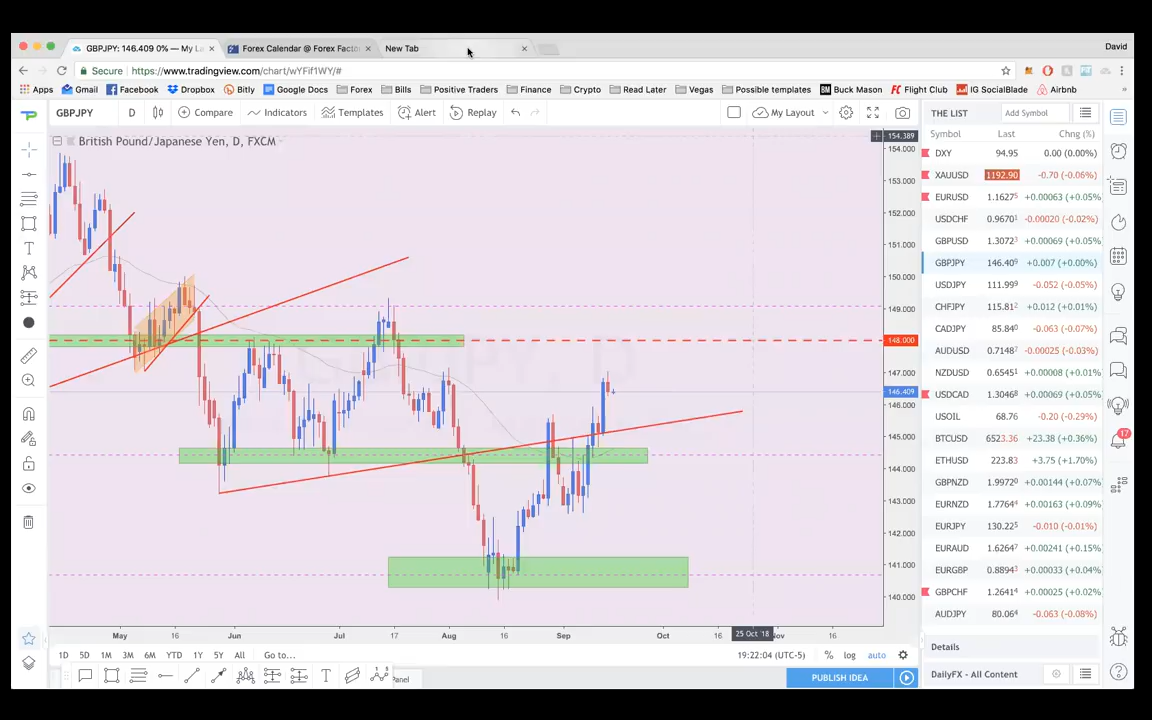 GBPJPY: 146.409 0% — My La
Forex Calendar @ Forex Facto
New Tab
David
Secure
https://www.tradingview.com/chart/wYFif1WY/#
Apps
Gmail
Facebook
Dropbox
Bitly
Google Docs
Forex
Bills
Positive Traders
Finance
Crypto
Read Later
Vegas
Possible templates
BM Buck Mason
FC Flight Club
IG SocialBlade
Airbnb
GBPJPY
D
Compare
Indicators
Templates
Alert
Replay
My Layout
British Pound/Japanese Yen, D, FXCM
154.389
154.000
153.000
152.000
151.000
150.000
149.000
148.000
147.000
146.409
146.000
145.000
144.000
143.000
142.000
141.000
140.000
May
16
Jun
Jul
17
Aug
16
Sep
Oct
16
25 Oct '18
Nov
16
1D 5D 1M 3M 6M YTD 1Y 5Y All Go to...
19:22:04 (UTC-5)
% log auto
Panel
PUBLISH IDEA
THE LIST
Add Symbol
Symbol Last Chng (%)
DXY 94.95 0.00 (0.00%)
XAUUSD 1192.90 -0.70 (-0.06%)
EURUSD 1.16275 +0.00063 (+0.05%)
USDCHF 0.96701 -0.00020 (-0.02%)
GBPUSD 1.30723 +0.00069 (+0.05%)
GBPJPY 146.409 +0.007 (+0.00%)
USDJPY 111.999 -0.052 (-0.05%)
CHFJPY 115.812 +0.012 (+0.01%)
CADJPY 85.840 -0.063 (-0.07%)
AUDUSD 0.71487 -0.00025 (-0.03%)
NZDUSD 0.65451 +0.00008 (+0.01%)
USDCAD 1.30468 +0.00069 (+0.05%)
USOIL 68.76 -0.20 (-0.29%)
BTCUSD 6523.36 +23.38 (+0.36%)
ETHUSD 223.83 +3.75 (+1.70%)
GBPNZD 1.99720 +0.00144 (+0.07%)
EURNZD 1.77644 +0.00163 (+0.09%)
EURJPY 130.225 -0.010 (-0.01%)
EURAUD 1.62647 +0.00241 (+0.15%)
EURGBP 0.88943 +0.00033 (+0.04%)
GBPCHF 1.26414 +0.00025 (+0.02%)
AUDJPY 80.064 -0.063 (-0.08%)
Details
DailyFX - All Content
17